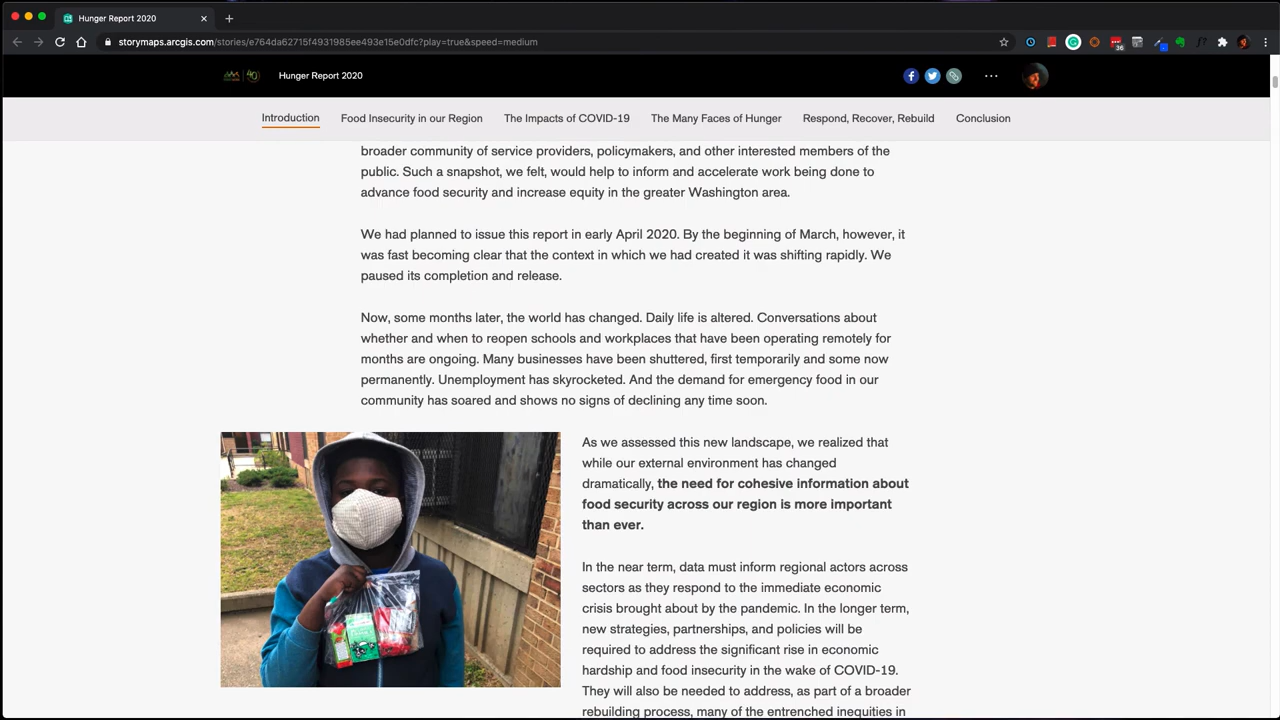 Hunger Report 2020
storymaps.arcgis.com/stories/e764da62715f4931985ee493e15e0dfc?play=true&speed=medium
36
f?
40
Hunger Report 2020
Introduction
Food Insecurity in our Region
The Impacts of COVID-19
The Many Faces of Hunger
Respond, Recover, Rebuild
Conclusion
broader community of service providers, policymakers, and other interested members of the
public. Such a snapshot, we felt, would help to inform and accelerate work being done to
advance food security and increase equity in the greater Washington area.
We had planned to issue this report in early April 2020. By the beginning of March, however, it
was fast becoming clear that the context in which we had created it was shifting rapidly. We
paused its completion and release.
Now, some months later, the world has changed. Daily life is altered. Conversations about
whether and when to reopen schools and workplaces that have been operating remotely for
months are ongoing. Many businesses have been shuttered, first temporarily and some now
permanently. Unemployment has skyrocketed. And the demand for emergency food in our
community has soared and shows no signs of declining any time soon.
As we assessed this new landscape, we realized that
while our external environment has changed
dramatically, the need for cohesive information about
food security across our region is more important
than ever.
In the near term, data must inform regional actors across
sectors as they respond to the immediate economic
crisis brought about by the pandemic. In the longer term,
new strategies, partnerships, and policies will be
required to address the significant rise in economic
hardship and food insecurity in the wake of COVID-19.
They will also be needed to address, as part of a broader
rebuilding process, many of the entrenched inequities in